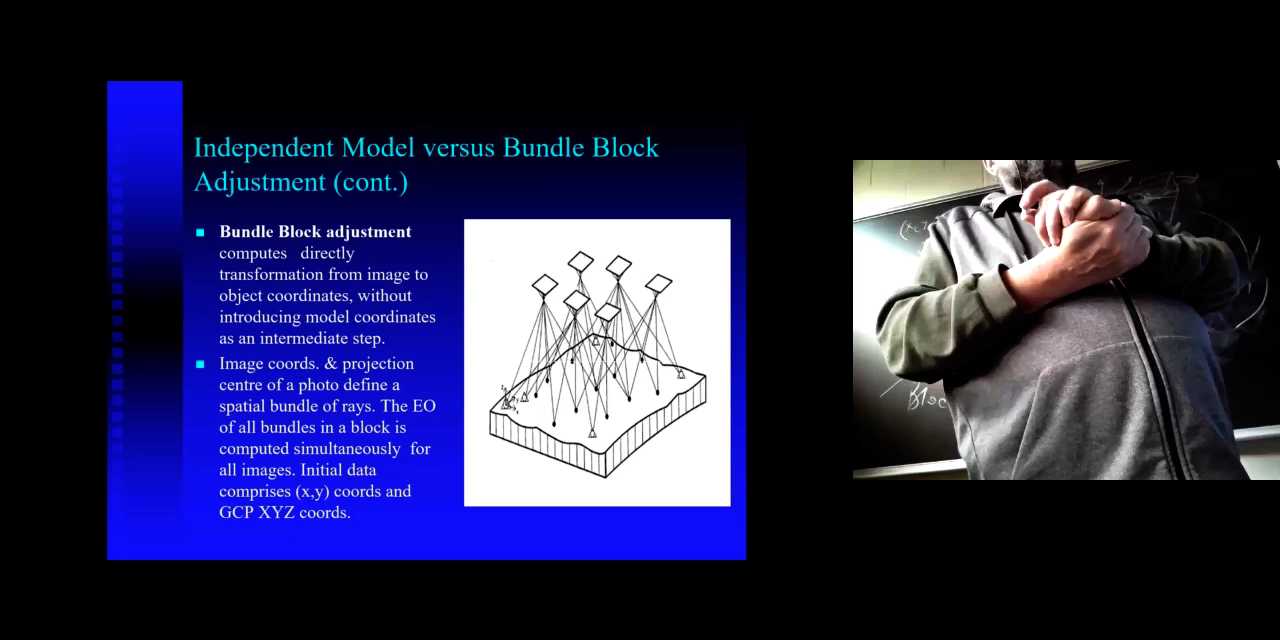 Independent Model versus Bundle Block
Adjustment (cont.)
Bundle Block adjustment
computes directly
transformation from image to
object coordinates, without
introducing model coordinates
as an intermediate step.
Image coords. & projection
centre of a photo define a
spatial bundle of rays. The EO
of all bundles in a block is
computed simultaneously for
all images. Initial data
comprises (x,y) coords and
GCP XYZ coords.